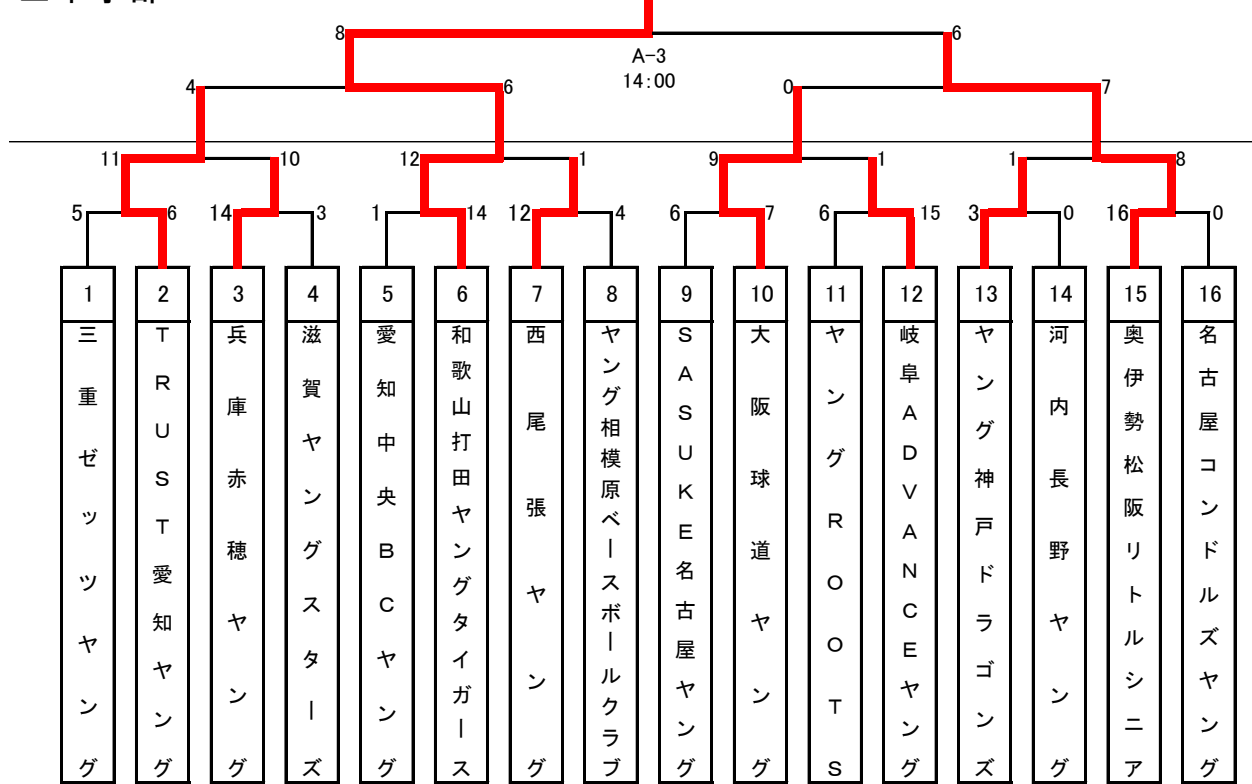 8 6
A-3
14:00
4 6 0 7
11 10 12 1 9 1 1 8
5 6 14 3 1 14 12 4 6 7 6 15 3 0 16 0
1 2 3 4 5 6 7 8 9 10 11 12 13 14 15 16
三重ゼッツヤング
TRUST愛知ヤング
兵庫赤穂ヤング
滋賀ヤングスターズ
愛知中央BCヤング
和歌山打田ヤングタイガース
西尾張ヤング
ヤング相模原ベースボールクラブ
SASUKE名古屋ヤング
大阪球道ヤング
ヤングROOTS
岐阜ADVANCEヤング
ヤング神戸ドラゴンズ
河内長野ヤング
奥伊勢松阪リトルシニア
名古屋コンドルズヤング